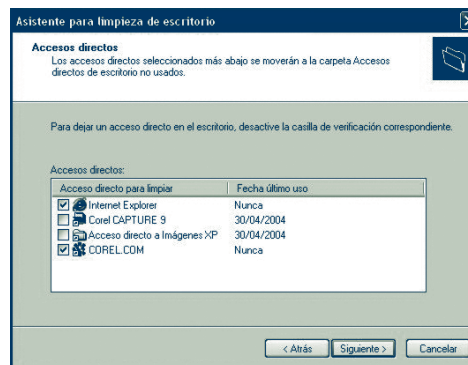 Asistente para limpieza de escritorio
Accesos directos
Los accesos directos seleccionados más abajo se moverán a la carpeta Accesos
directos de escritorio no usados.
Para dejar un acceso directo en el escritorio, desactive la casilla de verificación correspondiente.
Accesos directos:
Acceso directo para limpiar Fecha último uso
Internet Explorer Nunca
Corel CAPTURE 9 30/04/2004
Acceso directo a Imágenes XP 30/04/2004
COREL.COM Nunca
< Atrás Siguiente > Cancelar